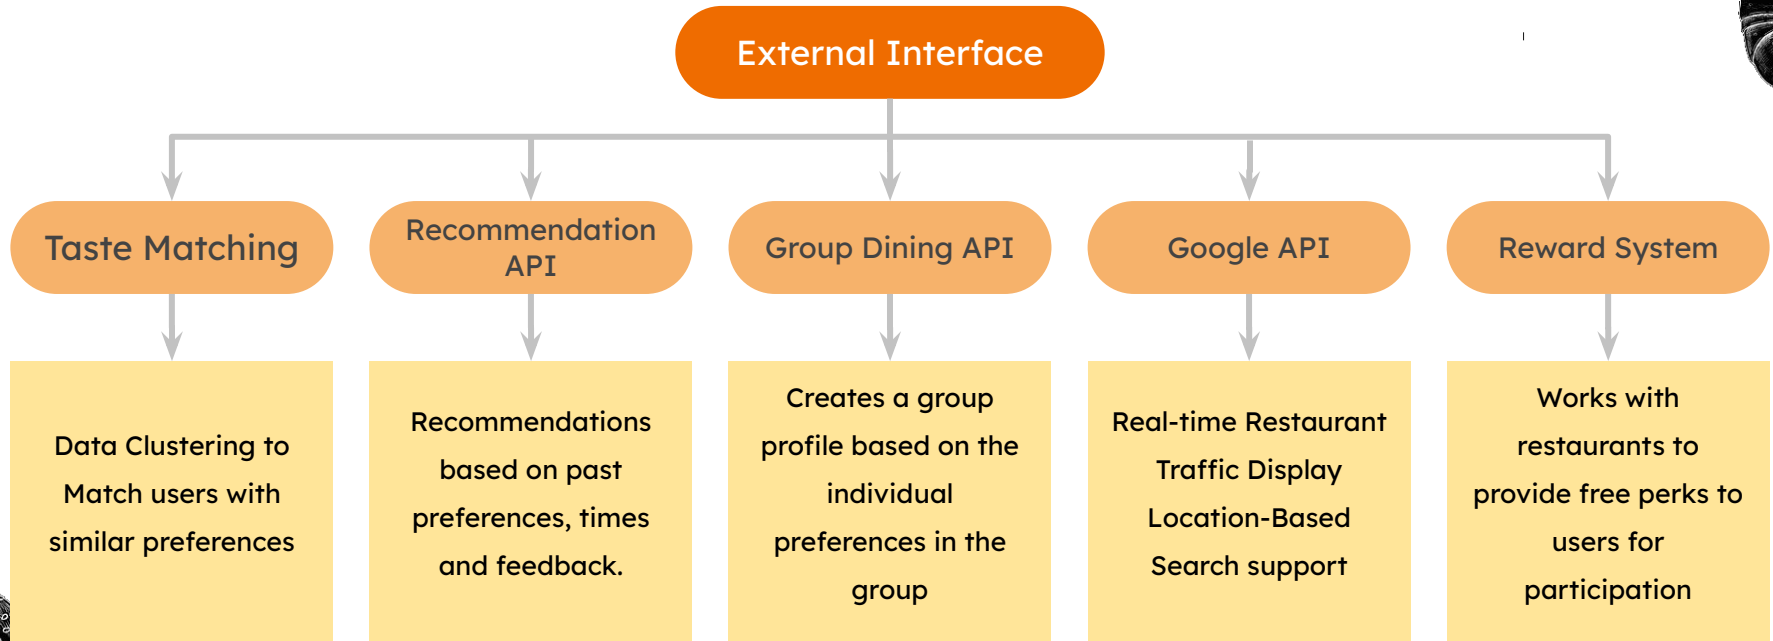 External Interface
Taste Matching
Recommendation
API
Group Dining API
Google API
Reward System
Data Clustering to
Match users with
similar preferences
Recommendations
based on past
preferences, times
and feedback.
Creates a group
profile based on the
individual
preferences in the
group
Real-time Restaurant
Traffic Display
Location-Based
Search support
Works with
restaurants to
provide free perks to
users for
participation